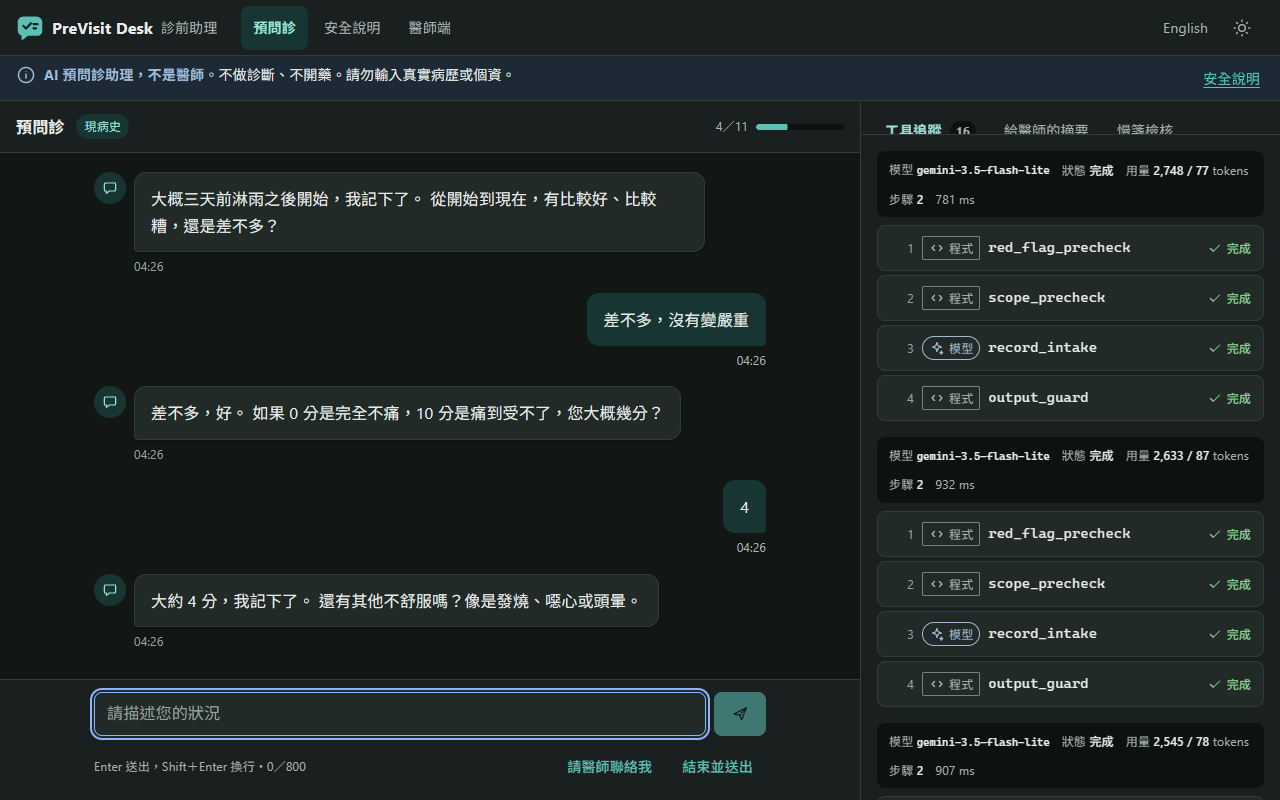 PreVisit Desk 診前助理
預問診
安全說明
醫師端
English
AI 預問診助理，不是醫師。不做診斷、不開藥。請勿輸入真實病歷或個資。
安全說明
預問診 現病史
4／11
大概三天前淋雨之後開始，我記下了。 從開始到現在，有比較好、比較
糟，還是差不多？
04:26
差不多，沒有變嚴重
04:26
差不多，好。 如果 0 分是完全不痛，10 分是痛到受不了，您大概幾分？
04:26
4
04:26
大約 4 分，我記下了。 還有其他不舒服嗎？像是發燒、噁心或頭暈。
04:26
請描述您的狀況
Enter 送出，Shift＋Enter 換行・0／800
請醫師聯絡我
結束並送出
工具追蹤 16
給醫師的摘要
慢箋檢核
模型 gemini-3.5-flash-lite 狀態 完成 用量 2,748 / 77 tokens
步驟 2 781 ms
1 程式 red_flag_precheck 完成
2 程式 scope_precheck 完成
3 模型 record_intake 完成
4 程式 output_guard 完成
模型 gemini-3.5-flash-lite 狀態 完成 用量 2,633 / 87 tokens
步驟 2 932 ms
1 程式 red_flag_precheck 完成
2 程式 scope_precheck 完成
3 模型 record_intake 完成
4 程式 output_guard 完成
模型 gemini-3.5-flash-lite 狀態 完成 用量 2,545 / 78 tokens
步驟 2 907 ms